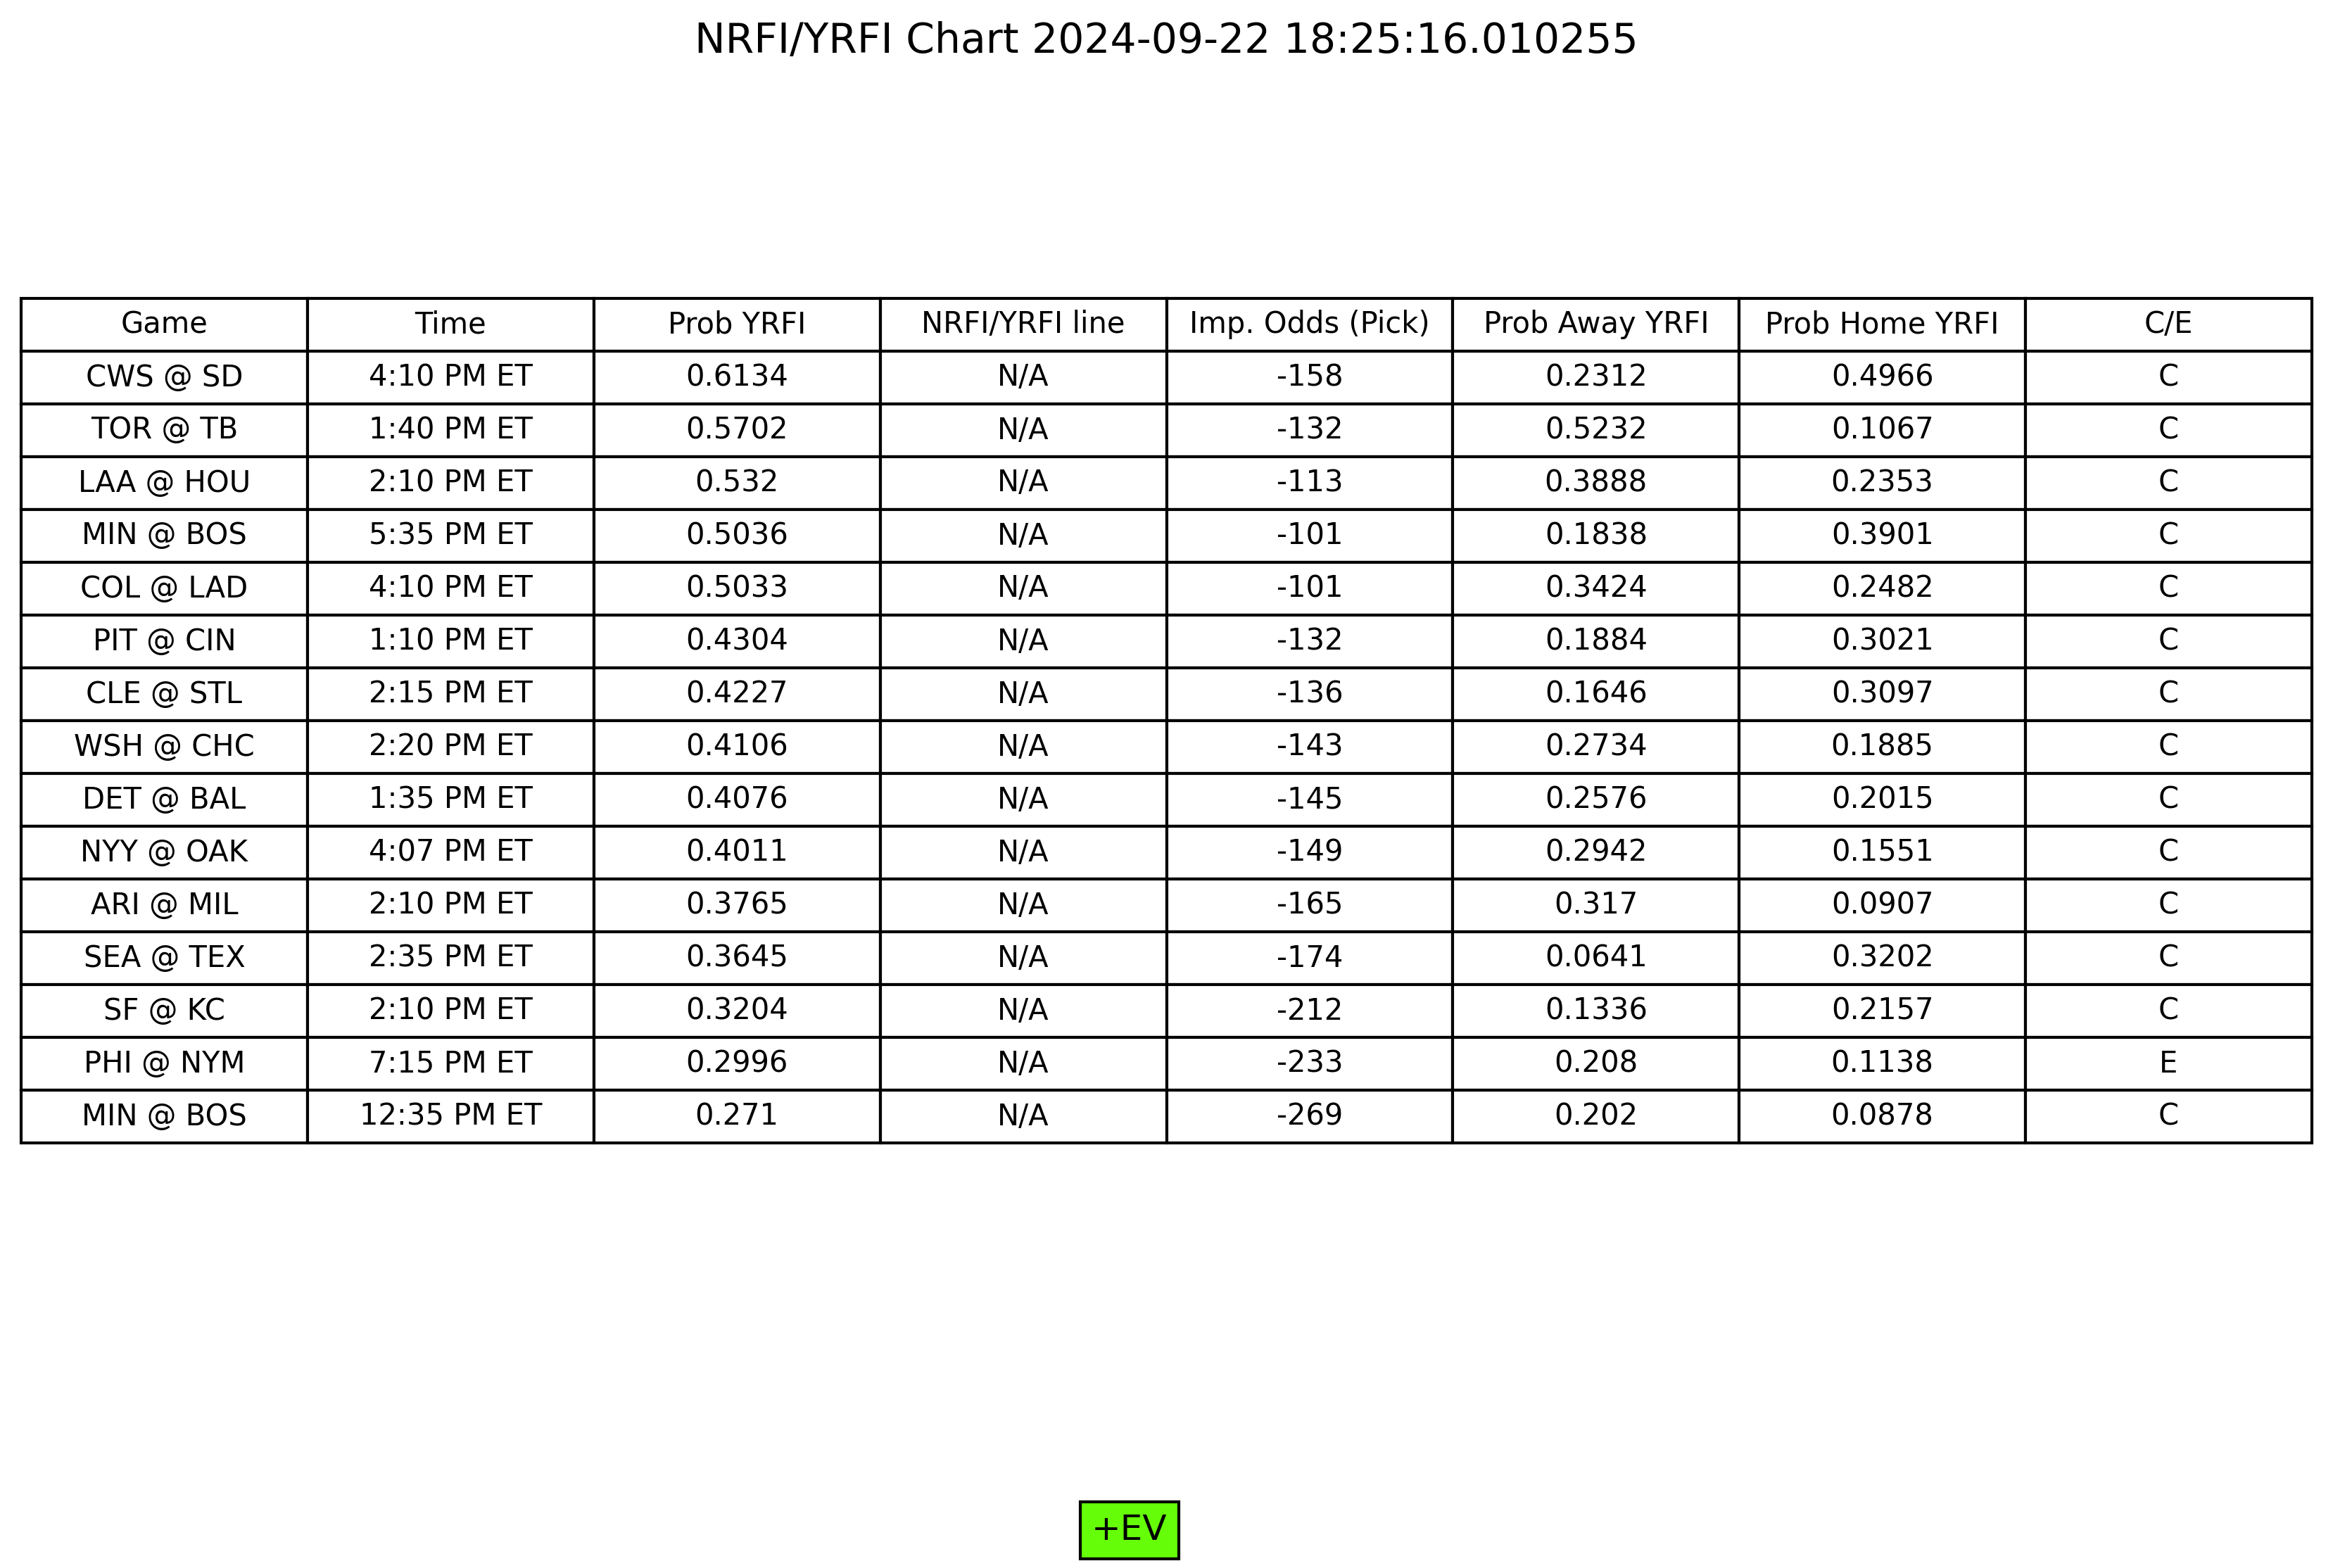 NRFI/YRFI Chart 2024-09-22 18:25:16.010255
Game Time Prob YRFI NRFI/YRFI line Imp. Odds (Pick) Prob Away YRFI Prob Home YRFI C/E
CWS @ SD 4:10 PM ET 0.6134 N/A -158 0.2312 0.4966 C
TOR @ TB 1:40 PM ET 0.5702 N/A -132 0.5232 0.1067 C
LAA @ HOU 2:10 PM ET 0.532 N/A -113 0.3888 0.2353 C
MIN @ BOS 5:35 PM ET 0.5036 N/A -101 0.1838 0.3901 C
COL @ LAD 4:10 PM ET 0.5033 N/A -101 0.3424 0.2482 C
PIT @ CIN 1:10 PM ET 0.4304 N/A -132 0.1884 0.3021 C
CLE @ STL 2:15 PM ET 0.4227 N/A -136 0.1646 0.3097 C
WSH @ CHC 2:20 PM ET 0.4106 N/A -143 0.2734 0.1885 C
DET @ BAL 1:35 PM ET 0.4076 N/A -145 0.2576 0.2015 C
NYY @ OAK 4:07 PM ET 0.4011 N/A -149 0.2942 0.1551 C
ARI @ MIL 2:10 PM ET 0.3765 N/A -165 0.317 0.0907 C
SEA @ TEX 2:35 PM ET 0.3645 N/A -174 0.0641 0.3202 C
SF @ KC 2:10 PM ET 0.3204 N/A -212 0.1336 0.2157 C
PHI @ NYM 7:15 PM ET 0.2996 N/A -233 0.208 0.1138 E
MIN @ BOS 12:35 PM ET 0.271 N/A -269 0.202 0.0878 C
+EV